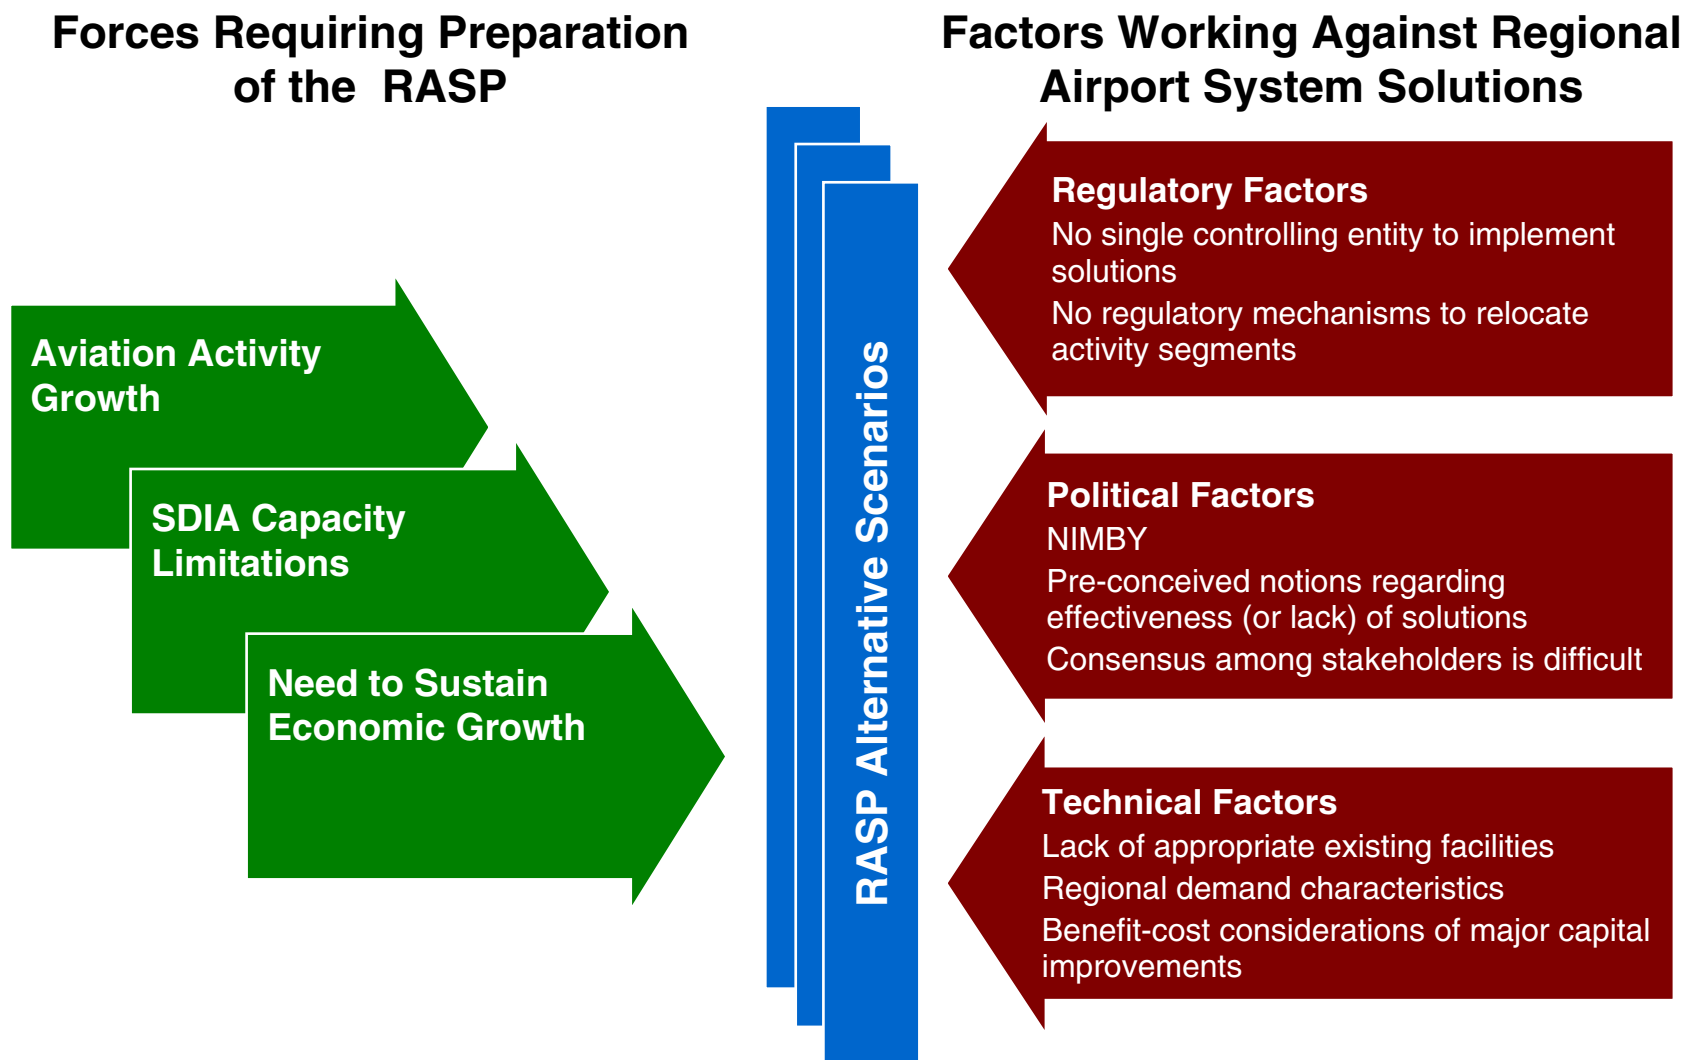 Forces Requiring Preparation
of the RASP
Aviation Activity
Growth
SDIA Capacity
Limitations
Need to Sustain
Economic Growth
RASP Alternative Scenarios
Factors Working Against Regional
Airport System Solutions
Regulatory Factors
No single controlling entity to implement
solutions
No regulatory mechanisms to relocate
activity segments
Political Factors
NIMBY
Pre-conceived notions regarding
effectiveness (or lack) of solutions
Consensus among stakeholders is difficult
Technical Factors
Lack of appropriate existing facilities
Regional demand characteristics
Benefit-cost considerations of major capital
improvements